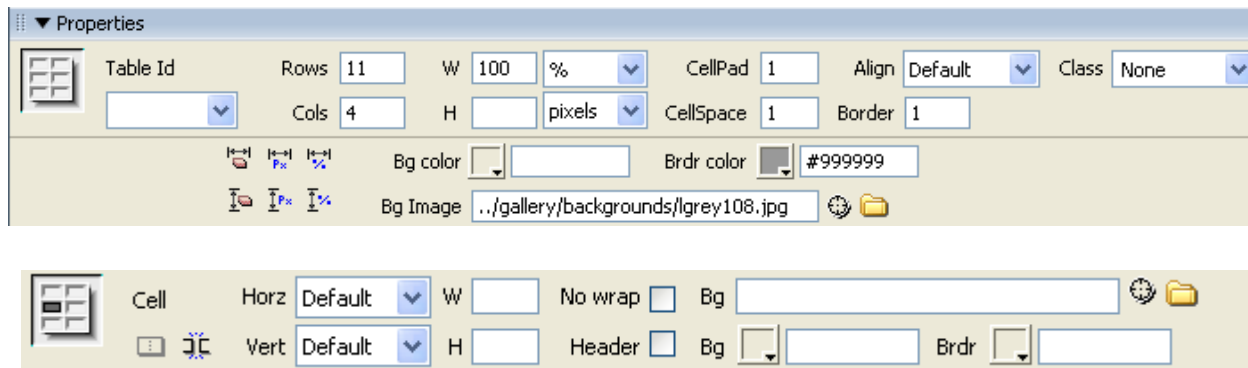 Properties
Table Id Rows 11 W 100 % CellPad 1 Align Default Class None
Cols 4 H pixels CellSpace 1 Border 1
Px % Bg color Brdr color #999999
Px % Bg Image ../gallery/backgrounds/lgrey108.jpg
Cell Horz Default W No wrap Bg
Vert Default H Header Bg Brdr